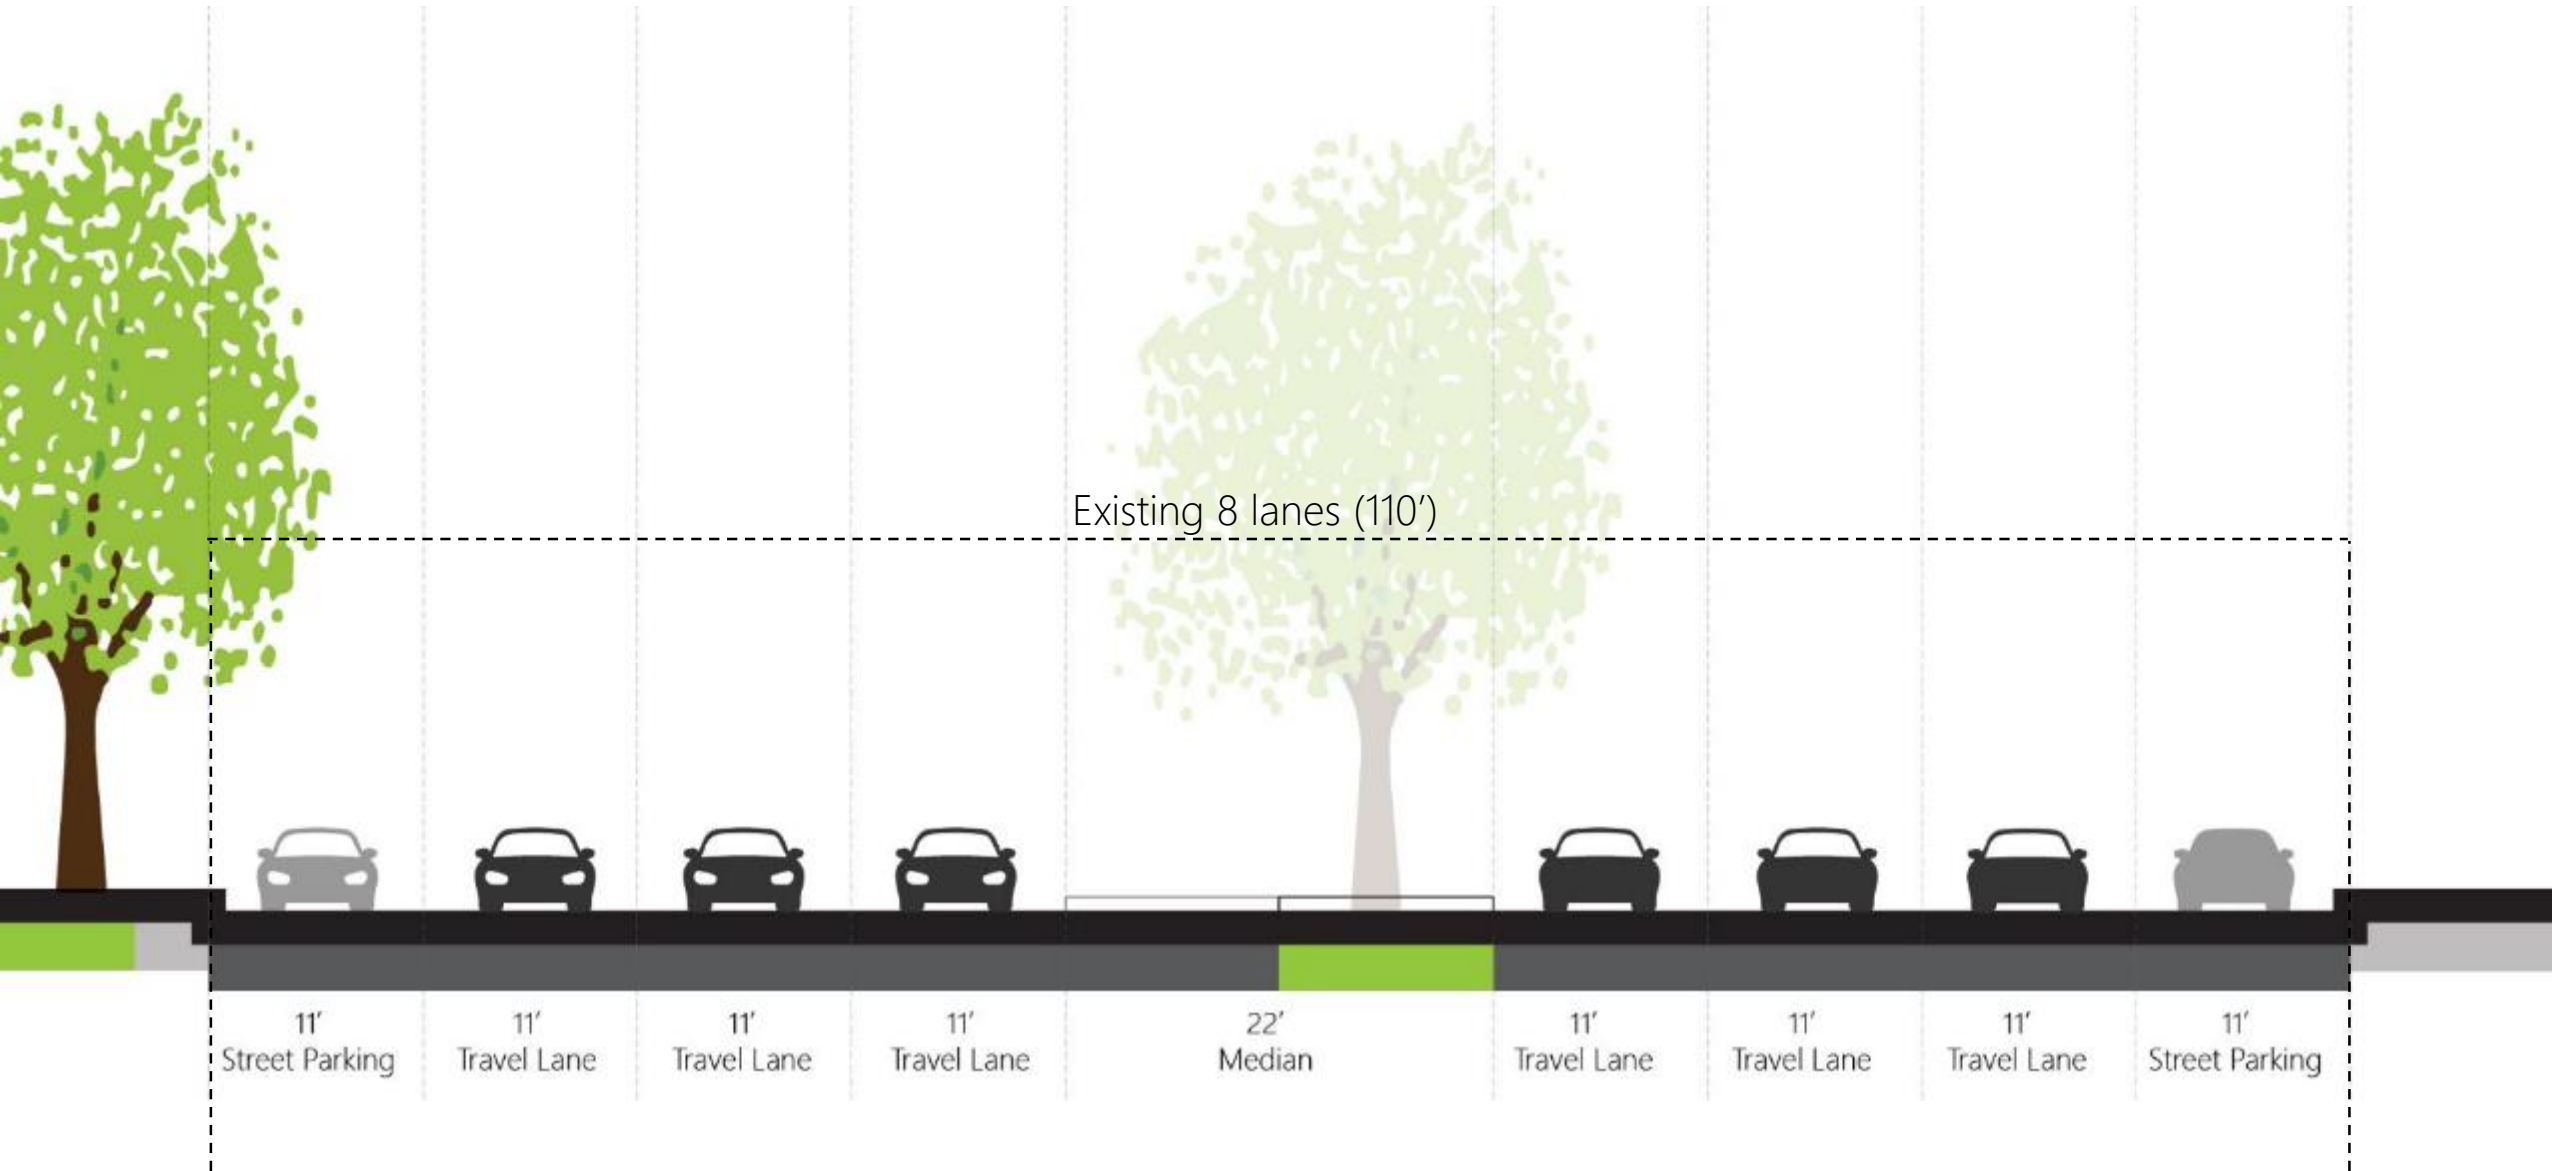 Existing 8 lanes (110’)
11’
Street Parking
11’
Travel Lane
11’
Travel Lane
11’
Travel Lane
22’
Median
11’
Travel Lane
11’
Travel Lane
11’
Travel Lane
11’
Street Parking